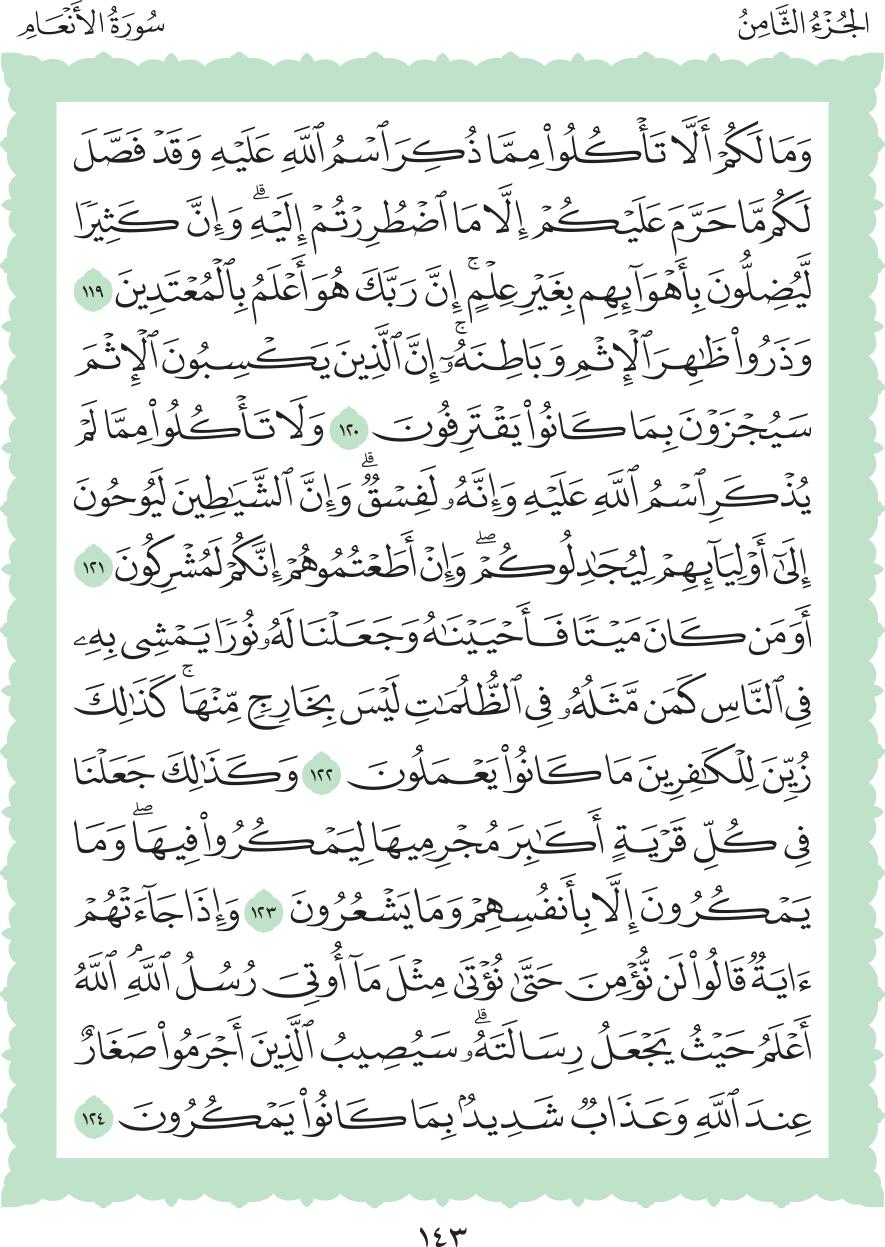 الجُزْءُ الثَّامِنُ
سُورَةُ الأَنْعَامِ
وَمَا لَكُمْ أَلَّا تَأْكُلُواْ مِمَّا ذُكِرَ ٱسْمُ ٱللَّهِ عَلَيْهِ وَقَدْ فَصَّلَ
لَكُم مَّا حَرَّمَ عَلَيْكُمْ إِلَّا مَا ٱضْطُرِرْتُمْ إِلَيْهِۗ وَإِنَّ كَثِيرٗا
لَّيُضِلُّونَ بِأَهْوَآئِهِم بِغَيْرِ عِلْمٍۚ إِنَّ رَبَّكَ هُوَ أَعْلَمُ بِٱلْمُعْتَدِينَ ١١٩
وَذَرُواْ ظَٰهِرَ ٱلْإِثْمِ وَبَاطِنَهُۥٓۚ إِنَّ ٱلَّذِينَ يَكْسِبُونَ ٱلْإِثْمَ
سَيُجْزَوْنَ بِمَا كَانُواْ يَقْتَرِفُونَ ١٢٠ وَلَا تَأْكُلُواْ مِمَّا لَمْ
يُذْكَرِ ٱسْمُ ٱللَّهِ عَلَيْهِ وَإِنَّهُۥ لَفِسْقٞۗ وَإِنَّ ٱلشَّيَٰطِينَ لَيُوحُونَ
إِلَىٰٓ أَوْلِيَآئِهِمْ لِيُجَٰدِلُوكُمْۖ وَإِنْ أَطَعْتُمُوهُمْ إِنَّكُمْ لَمُشْرِكُونَ ١٢١
أَوَمَن كَانَ مَيْتٗا فَأَحْيَيْنَٰهُ وَجَعَلْنَا لَهُۥ نُورٗا يَمْشِي بِهِۦ
فِي ٱلنَّاسِ كَمَن مَّثَلُهُۥ فِي ٱلظُّلُمَٰتِ لَيْسَ بِخَارِجٖ مِّنْهَاۚ كَذَٰلِكَ
زُيِّنَ لِلْكَٰفِرِينَ مَا كَانُواْ يَعْمَلُونَ ١٢٢ وَكَذَٰلِكَ جَعَلْنَا
فِي كُلِّ قَرْيَةٍ أَكَٰبِرَ مُجْرِمِيهَا لِيَمْكُرُواْ فِيهَاۖ وَمَا
يَمْكُرُونَ إِلَّا بِأَنفُسِهِمْ وَمَا يَشْعُرُونَ ١٢٣ وَإِذَا جَآءَتْهُمْ
ءَايَةٞ قَالُواْ لَن نُّؤْمِنَ حَتَّىٰ نُؤْتَىٰ مِثْلَ مَآ أُوتِيَ رُسُلُ ٱللَّهِۘ ٱللَّهُ
أَعْلَمُ حَيْثُ يَجْعَلُ رِسَالَتَهُۥۗ سَيُصِيبُ ٱلَّذِينَ أَجْرَمُواْ صَغَارٌ
عِندَ ٱللَّهِ وَعَذَابٞ شَدِيدُۢ بِمَا كَانُواْ يَمْكُرُونَ ١٢٤
١٤٣